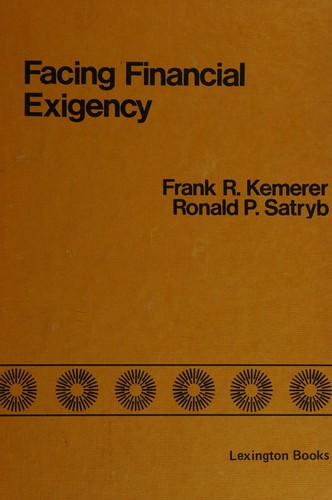 Facing Financial
Exigency
Frank R. Kemerer
Ronald P. Satryb
Lexington Books